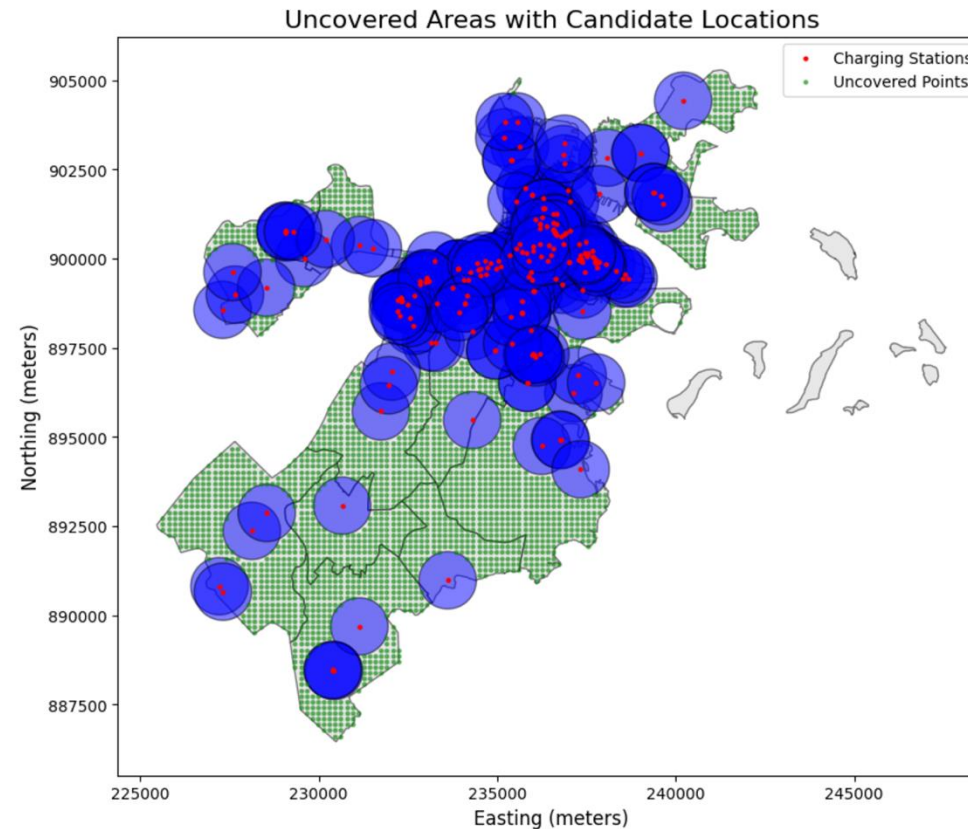 Uncovered Areas with Candidate Locations
Charging Stations
Uncovered Points
Northing (meters)
905000
902500
900000
897500
895000
892500
890000
887500
225000
230000
235000
240000
245000
Easting (meters)